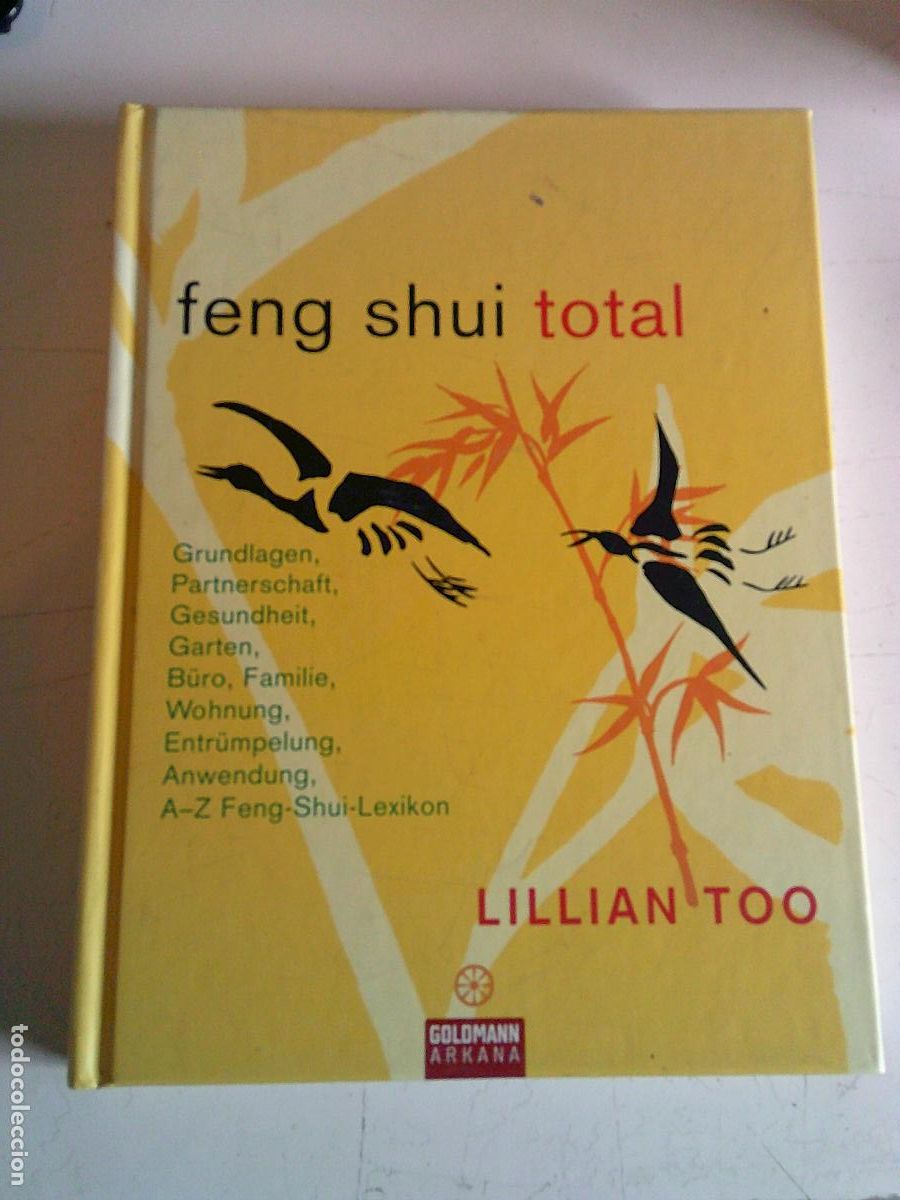 feng shui total
Grundlagen,
Partnerschaft,
Gesundheit,
Garten,
Büro, Familie,
Wohnung,
Entrümpelung,
Anwendung,
A–Z Feng-Shui-Lexikon
LILLIAN TOO
GOLDMANN
ARKANA
todocoleccion